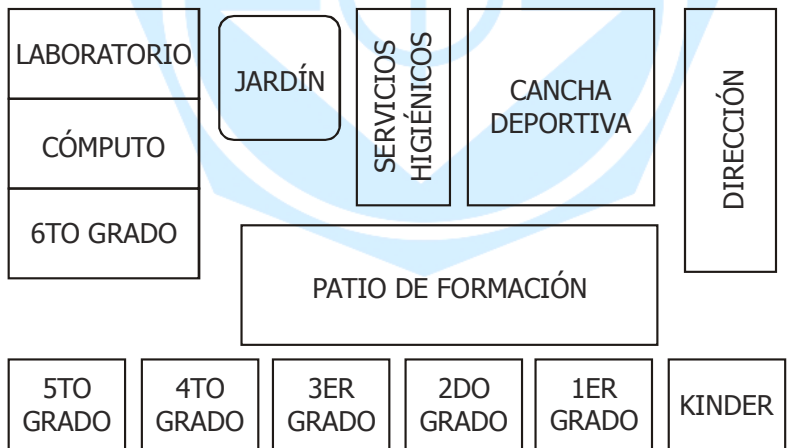 LABORATORIO
JARDÍN
SERVICIOS
HIGIÉNICOS
CANCHA
DEPORTIVA
DIRECCIÓN
CÓMPUTO
6TO GRADO
PATIO DE FORMACIÓN
5TO
GRADO
4TO
GRADO
3ER
GRADO
2DO
GRADO
1ER
GRADO
KINDER